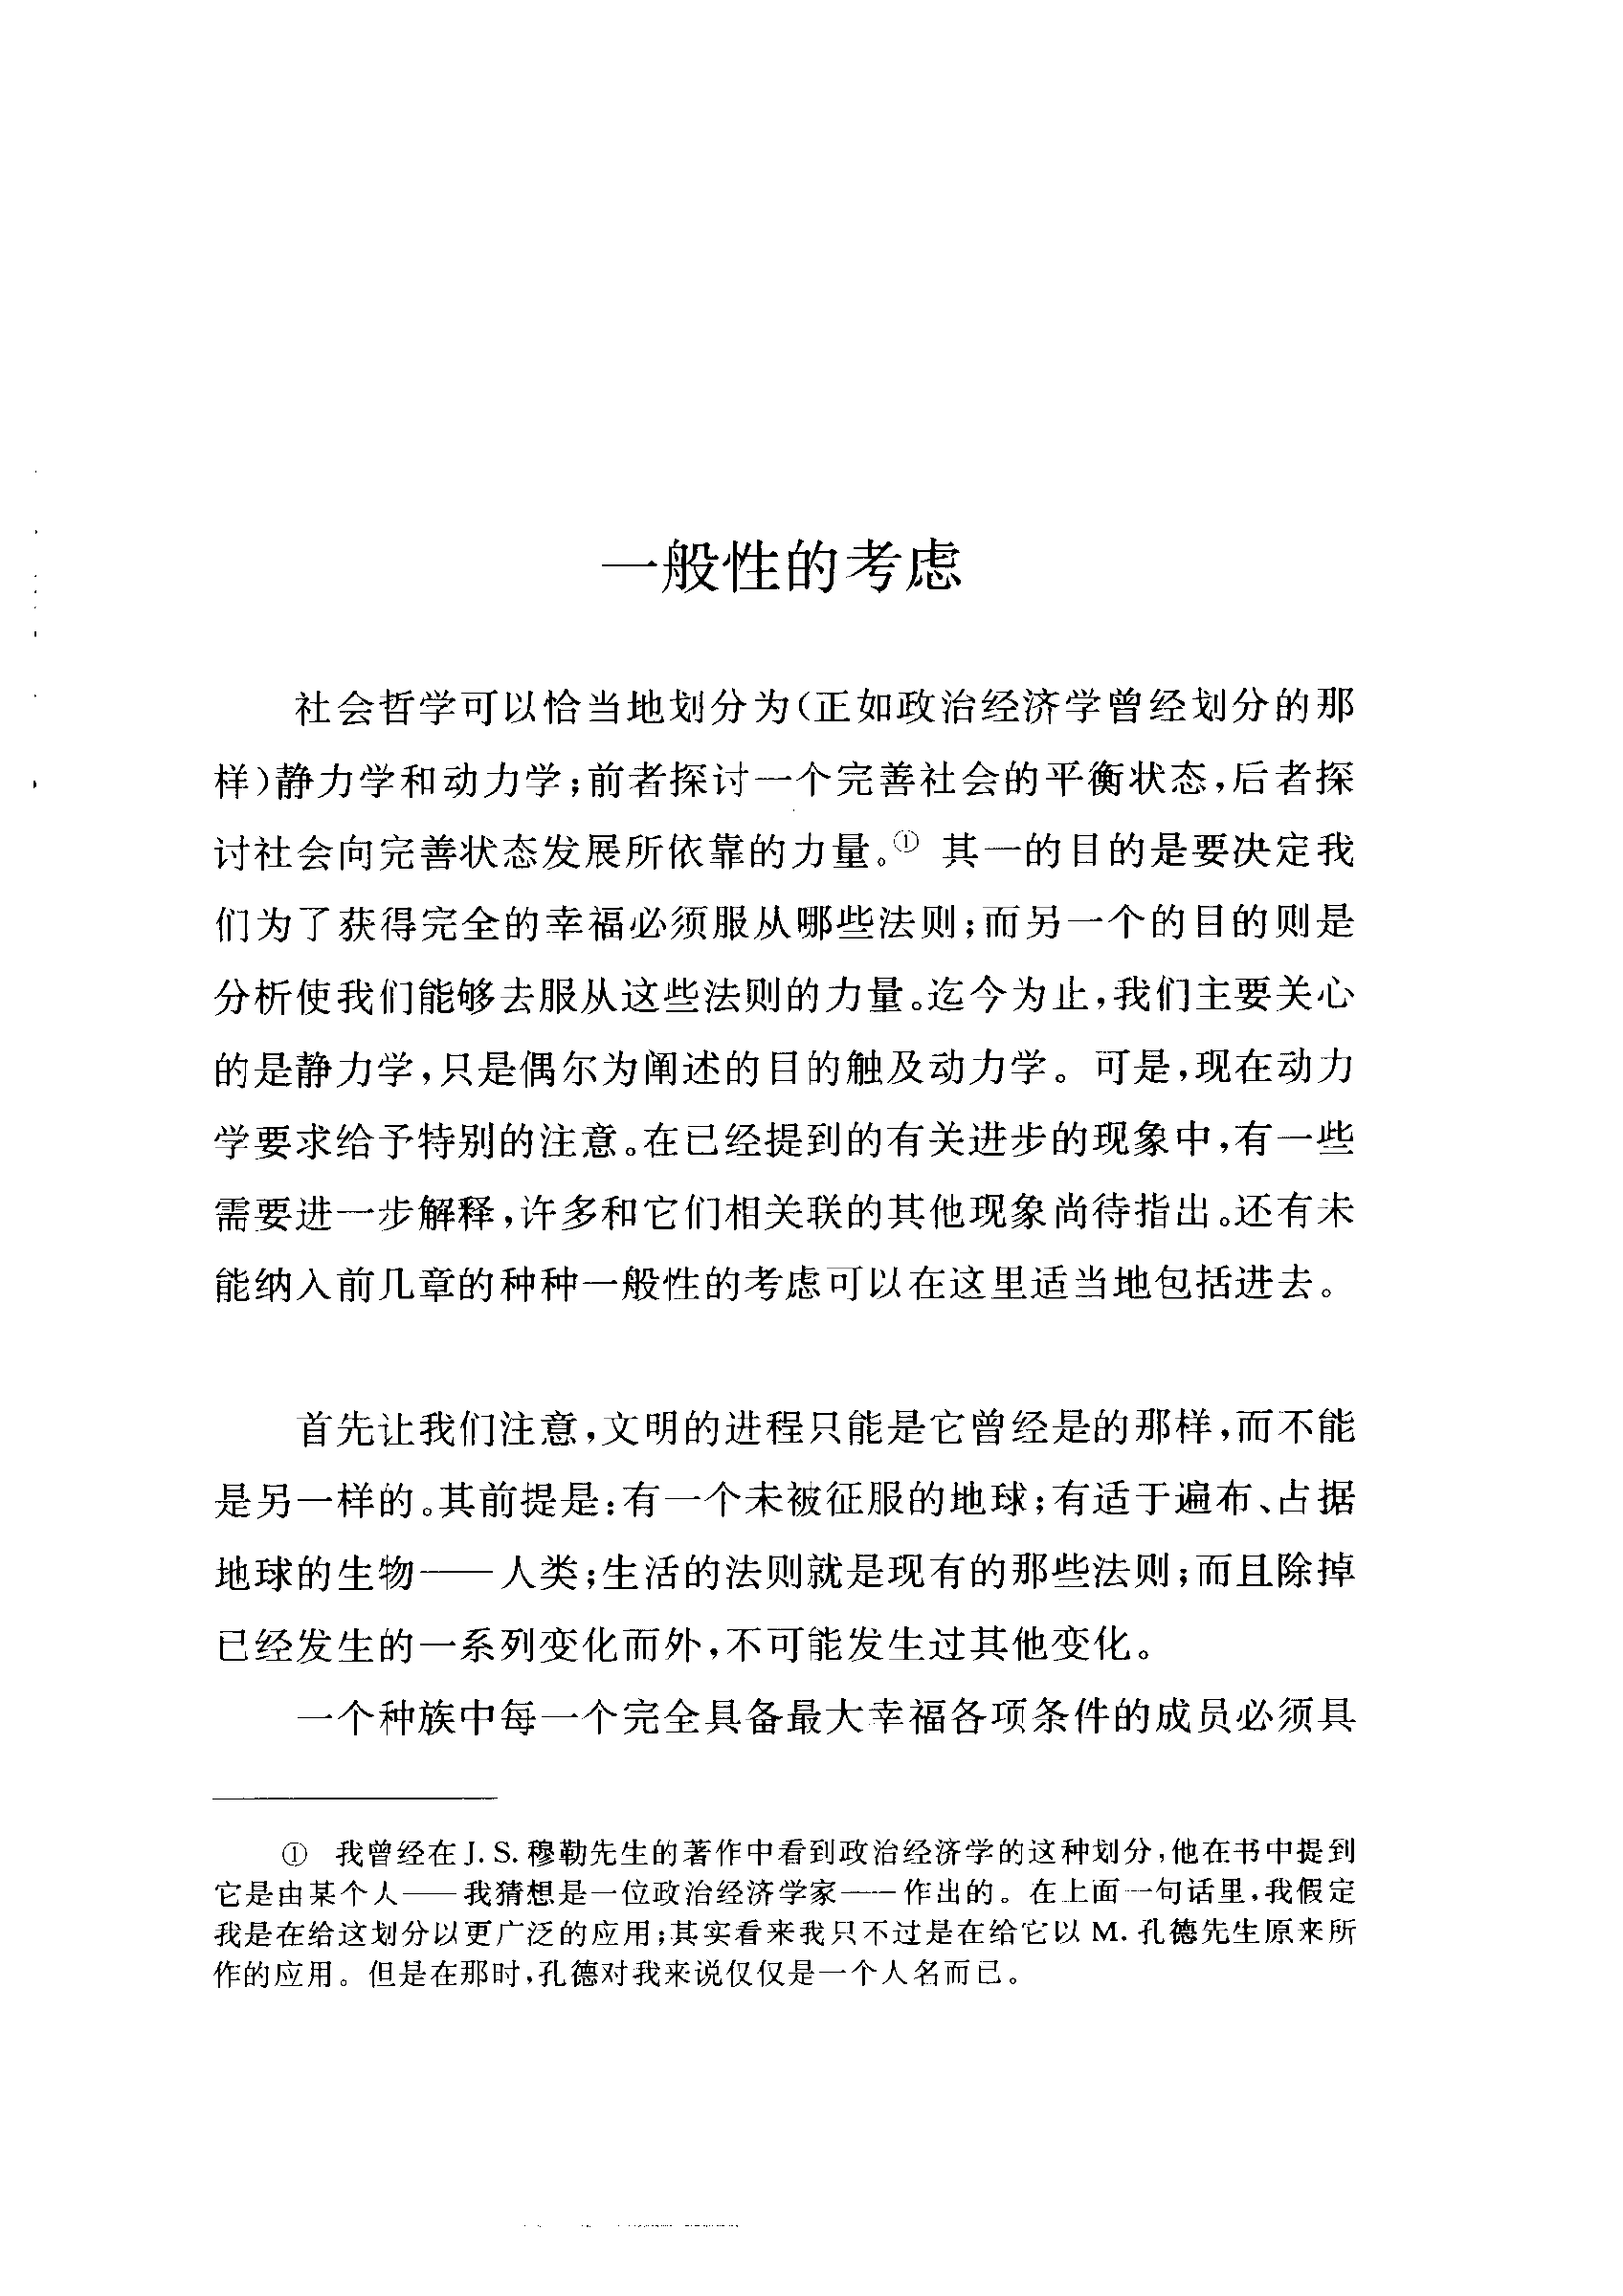 一般性的考虑
社会哲学可以恰当地划分为(正如政治经济学曾经划分的那
样)静力学和动力学;前者探讨一个完善社会的平衡状态,后者探
讨社会向完善状态发展所依靠的力量。① 其一的目的是要决定我
们为了获得完全的幸福必须服从哪些法则;而另一个的目的则是
分析使我们能够去服从这些法则的力量。迄今为止,我们主要关心
的是静力学,只是偶尔为阐述的目的触及动力学。可是,现在动力
学要求给予特别的注意。在已经提到的有关进步的现象中,有一些
需要进一步解释,许多和它们相关联的其他现象尚待指出。还有未
能纳入前几章的种种一般性的考虑可以在这里适当地包括进去。
首先让我们注意,文明的进程只能是它曾经是的那样,而不能
是另一样的。其前提是:有一个未被征服的地球;有适于遍布、占据
地球的生物——人类;生活的法则就是现有的那些法则;而且除掉
已经发生的一系列变化而外,不可能发生过其他变化。
一个种族中每一个完全具备最大幸福各项条件的成员必须具
① 我曾经在J. S. 穆勒先生的著作中看到政治经济学的这种划分,他在书中提到
它是由某个人——我猜想是一位政治经济学家——作出的。在上面一句话里,我假定
我是在给这划分以更广泛的应用;其实看来我只不过是在给它以 M. 孔德先生原来所
作的应用。但是在那时,孔德对我来说仅仅是一个人名而已。